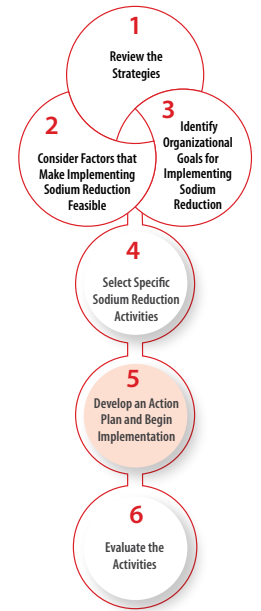 1
Review the
Strategies
2
Consider Factors that
Make Implementing
Sodium Reduction
Feasible
3
Identify
Organizational
Goals for
Implementing
Sodium
Reduction
4
Select Specific
Sodium Reduction
Activities
5
Develop an Action
Plan and Begin
Implementation
6
Evaluate the
Activities